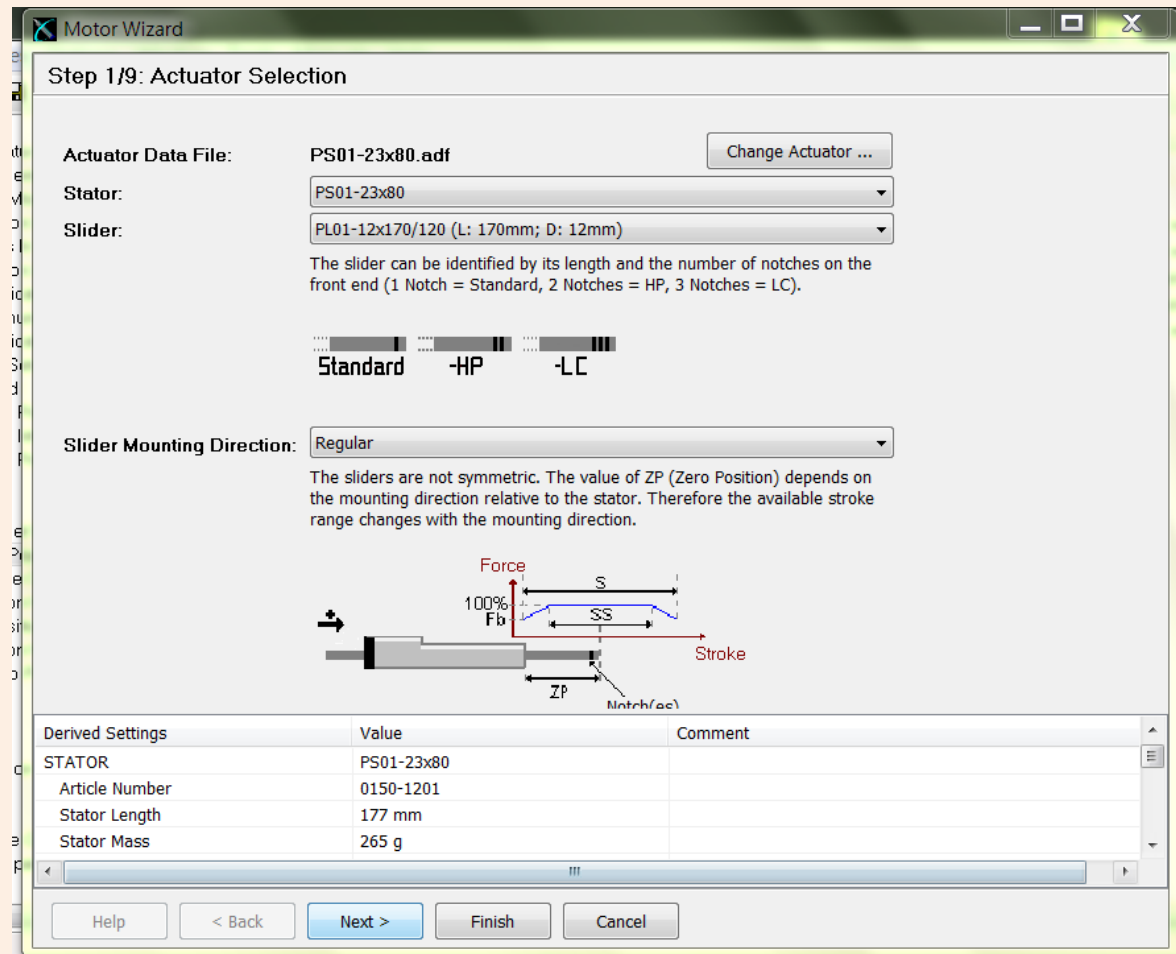 Motor Wizard
Step 1/9: Actuator Selection
Actuator Data File: PS01-23x80.adf Change Actuator ...
Stator: PS01-23x80
Slider: PL01-12x170/120 (L: 170mm; D: 12mm)
The slider can be identified by its length and the number of notches on the
front end (1 Notch = Standard, 2 Notches = HP, 3 Notches = LC).
Standard -HP -LC
Slider Mounting Direction: Regular
The sliders are not symmetric. The value of ZP (Zero Position) depends on
the mounting direction relative to the stator. Therefore the available stroke
range changes with the mounting direction.
Force
S
100%
Fb SS
+
Stroke
ZP
Notch(es)
Derived Settings Value Comment
STATOR PS01-23x80
Article Number 0150-1201
Stator Length 177 mm
Stator Mass 265 g
Help < Back Next > Finish Cancel